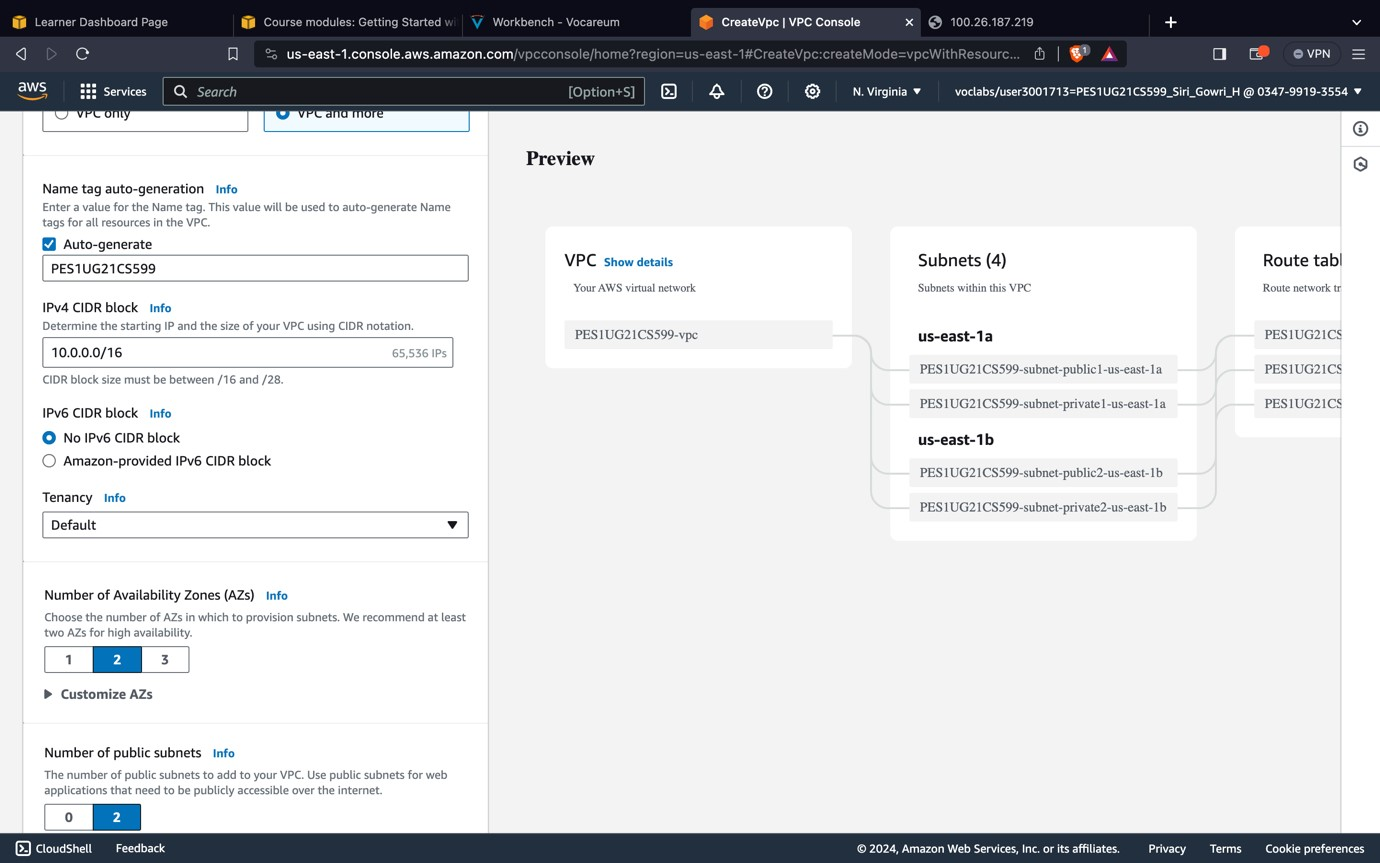 Learner Dashboard Page
Course modules: Getting Started wi
Workbench - Vocareum
CreateVpc | VPC Console
100.26.187.219
us-east-1.console.aws.amazon.com/vpcconsole/home?region=us-east-1#CreateVpc:createMode=vpcWithResourc...
1
VPN
aws
Services
Search
[Option+S]
N. Virginia
voclabs/user3001713=PES1UG21CS599_Siri_Gowri_H @ 0347-9919-3554
VPC only
VPC and more
Name tag auto-generation Info
Enter a value for the Name tag. This value will be used to auto-generate Name
tags for all resources in the VPC.
Auto-generate
PES1UG21CS599
IPv4 CIDR block Info
Determine the starting IP and the size of your VPC using CIDR notation.
10.0.0.0/16 65,536 IPs
CIDR block size must be between /16 and /28.
IPv6 CIDR block Info
No IPv6 CIDR block
Amazon-provided IPv6 CIDR block
Tenancy Info
Default
Number of Availability Zones (AZs) Info
Choose the number of AZs in which to provision subnets. We recommend at least
two AZs for high availability.
1 2 3
Customize AZs
Number of public subnets Info
The number of public subnets to add to your VPC. Use public subnets for web
applications that need to be publicly accessible over the internet.
0 2
Preview
VPC Show details
Your AWS virtual network
PES1UG21CS599-vpc
Subnets (4)
Subnets within this VPC
us-east-1a
PES1UG21CS599-subnet-public1-us-east-1a
PES1UG21CS599-subnet-private1-us-east-1a
us-east-1b
PES1UG21CS599-subnet-public2-us-east-1b
PES1UG21CS599-subnet-private2-us-east-1b
Route tabl
Route network tr
PES1UG21CS
PES1UG21CS
PES1UG21CS
CloudShell
Feedback
© 2024, Amazon Web Services, Inc. or its affiliates.
Privacy
Terms
Cookie preferences